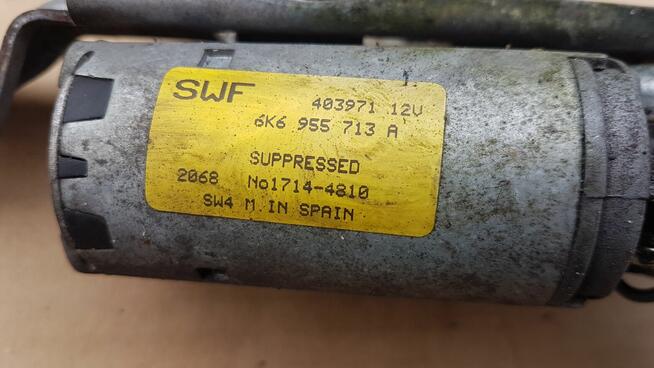 SWF
403971 12V
6K6 955 713 A
SUPPRESSED
2068 No1714-4810
SW4 M.IN SPAIN